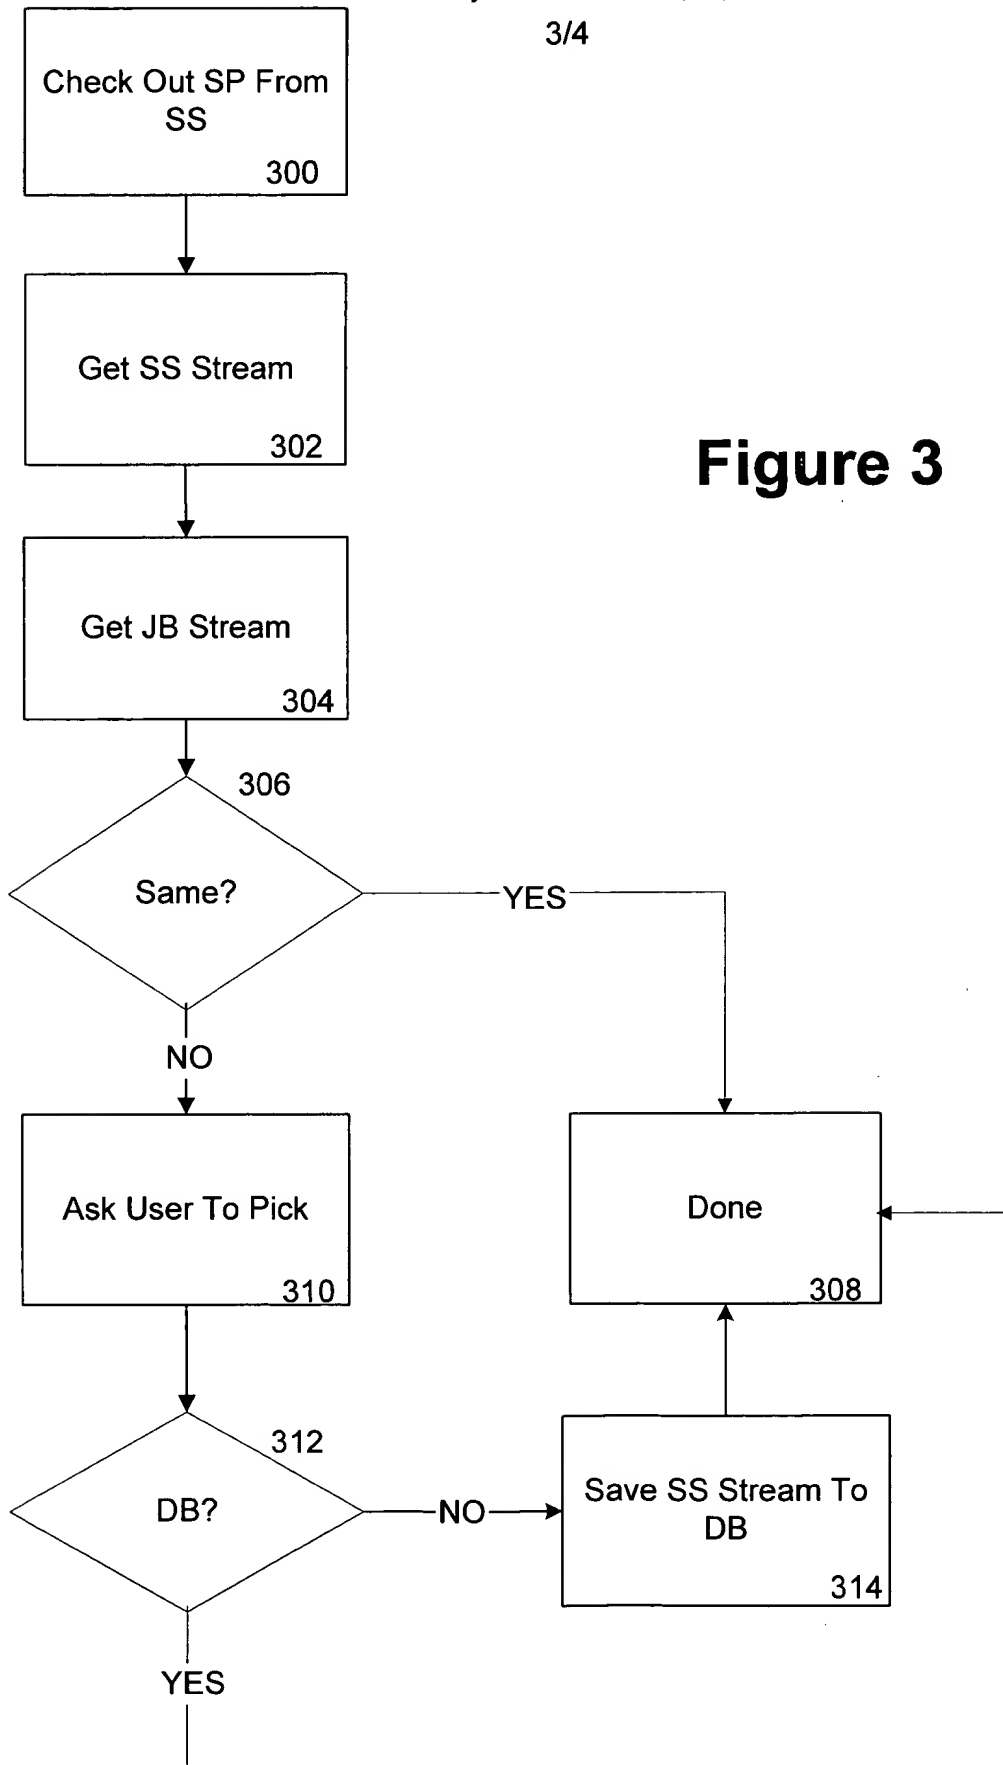 3/4
Check Out SP From
SS
300
Get SS Stream
302
Figure 3
Get JB Stream
304
306
Same?
YES
NO
Ask User To Pick
310
Done
308
312
DB?
NO
Save SS Stream To
DB
314
YES